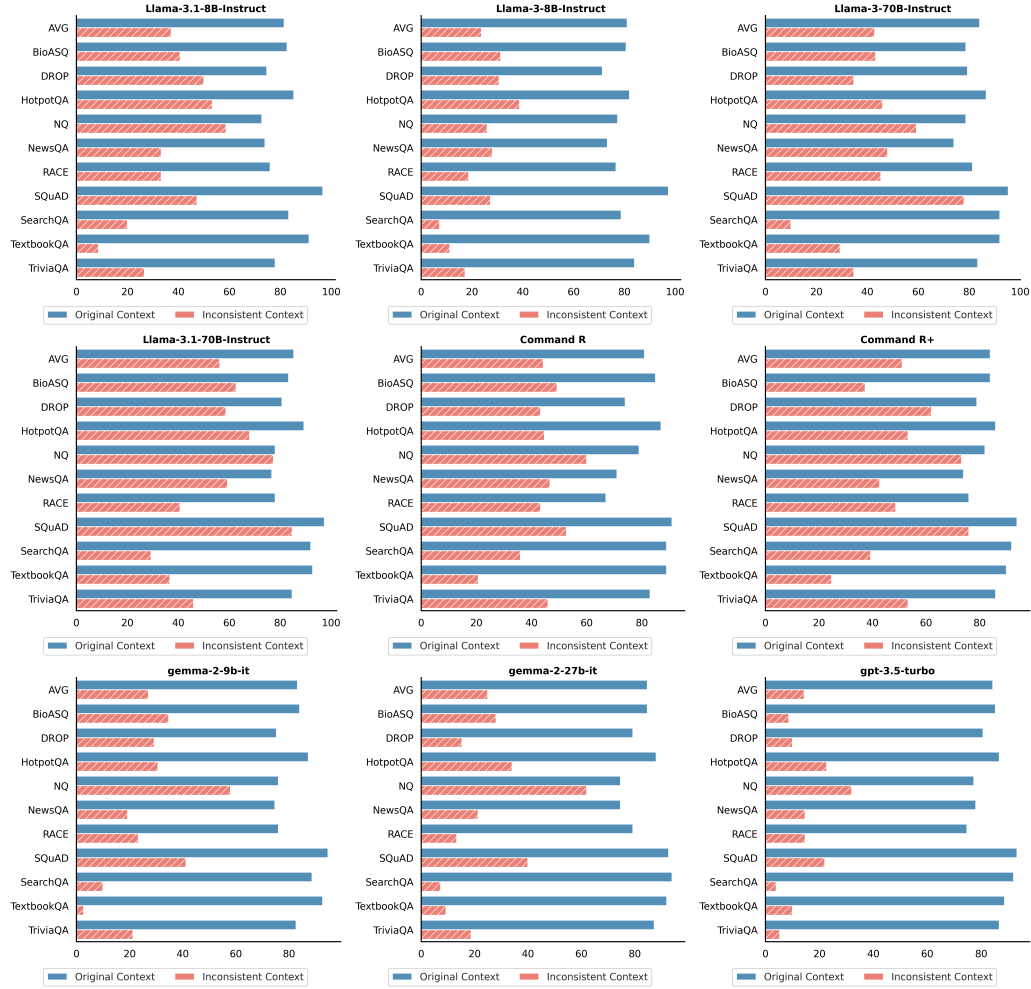 Llama-3.1-8B-Instruct
AVG
BioASQ
DROP
HotpotQA
NQ
NewsQA
RACE
SQuAD
SearchQA
TextbookQA
TriviaQA
0 20 40 60 80 100
Original Context Inconsistent Context
Llama-3-8B-Instruct
AVG
BioASQ
DROP
HotpotQA
NQ
NewsQA
RACE
SQuAD
SearchQA
TextbookQA
TriviaQA
0 20 40 60 80 100
Original Context Inconsistent Context
Llama-3-70B-Instruct
AVG
BioASQ
DROP
HotpotQA
NQ
NewsQA
RACE
SQuAD
SearchQA
TextbookQA
TriviaQA
0 20 40 60 80 100
Original Context Inconsistent Context
Llama-3.1-70B-Instruct
AVG
BioASQ
DROP
HotpotQA
NQ
NewsQA
RACE
SQuAD
SearchQA
TextbookQA
TriviaQA
0 20 40 60 80 100
Original Context Inconsistent Context
Command R
AVG
BioASQ
DROP
HotpotQA
NQ
NewsQA
RACE
SQuAD
SearchQA
TextbookQA
TriviaQA
0 20 40 60 80
Original Context Inconsistent Context
Command R+
AVG
BioASQ
DROP
HotpotQA
NQ
NewsQA
RACE
SQuAD
SearchQA
TextbookQA
TriviaQA
0 20 40 60 80
Original Context Inconsistent Context
gemma-2-9b-it
AVG
BioASQ
DROP
HotpotQA
NQ
NewsQA
RACE
SQuAD
SearchQA
TextbookQA
TriviaQA
0 20 40 60 80
Original Context Inconsistent Context
gemma-2-27b-it
AVG
BioASQ
DROP
HotpotQA
NQ
NewsQA
RACE
SQuAD
SearchQA
TextbookQA
TriviaQA
0 20 40 60 80
Original Context Inconsistent Context
gpt-3.5-turbo
AVG
BioASQ
DROP
HotpotQA
NQ
NewsQA
RACE
SQuAD
SearchQA
TextbookQA
TriviaQA
0 20 40 60 80
Original Context Inconsistent Context